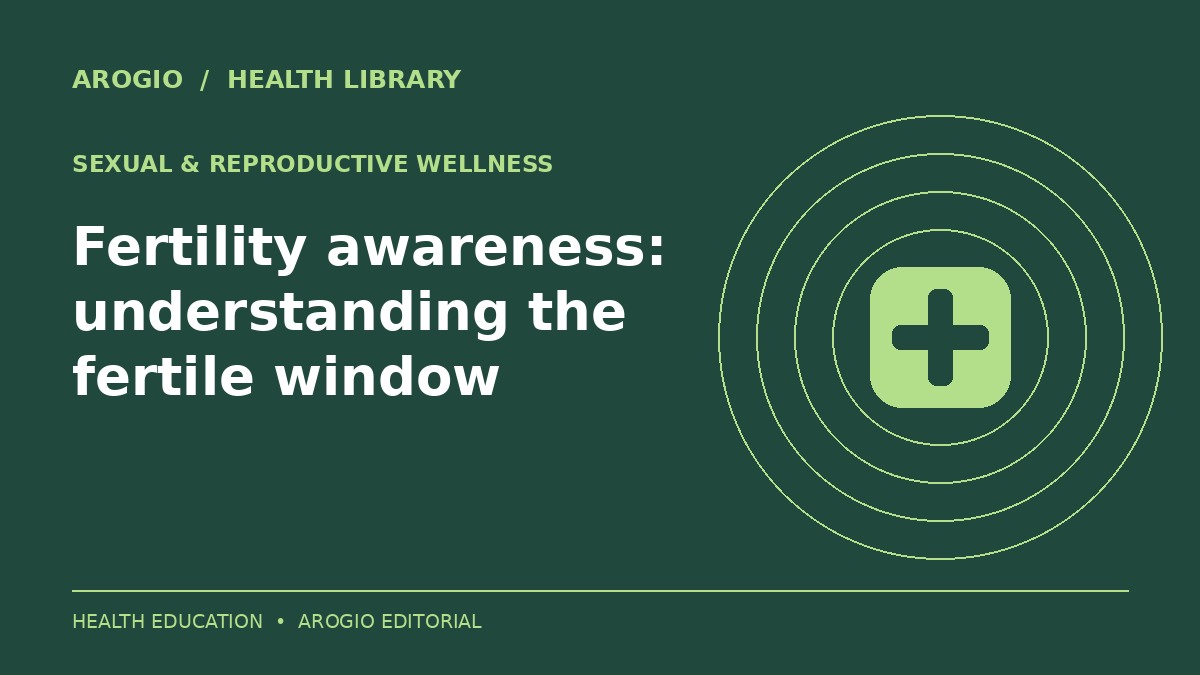 AROGIO / HEALTH LIBRARY
SEXUAL & REPRODUCTIVE WELLNESS
Fertility awareness:
understanding the
fertile window
HEALTH EDUCATION • AROGIO EDITORIAL